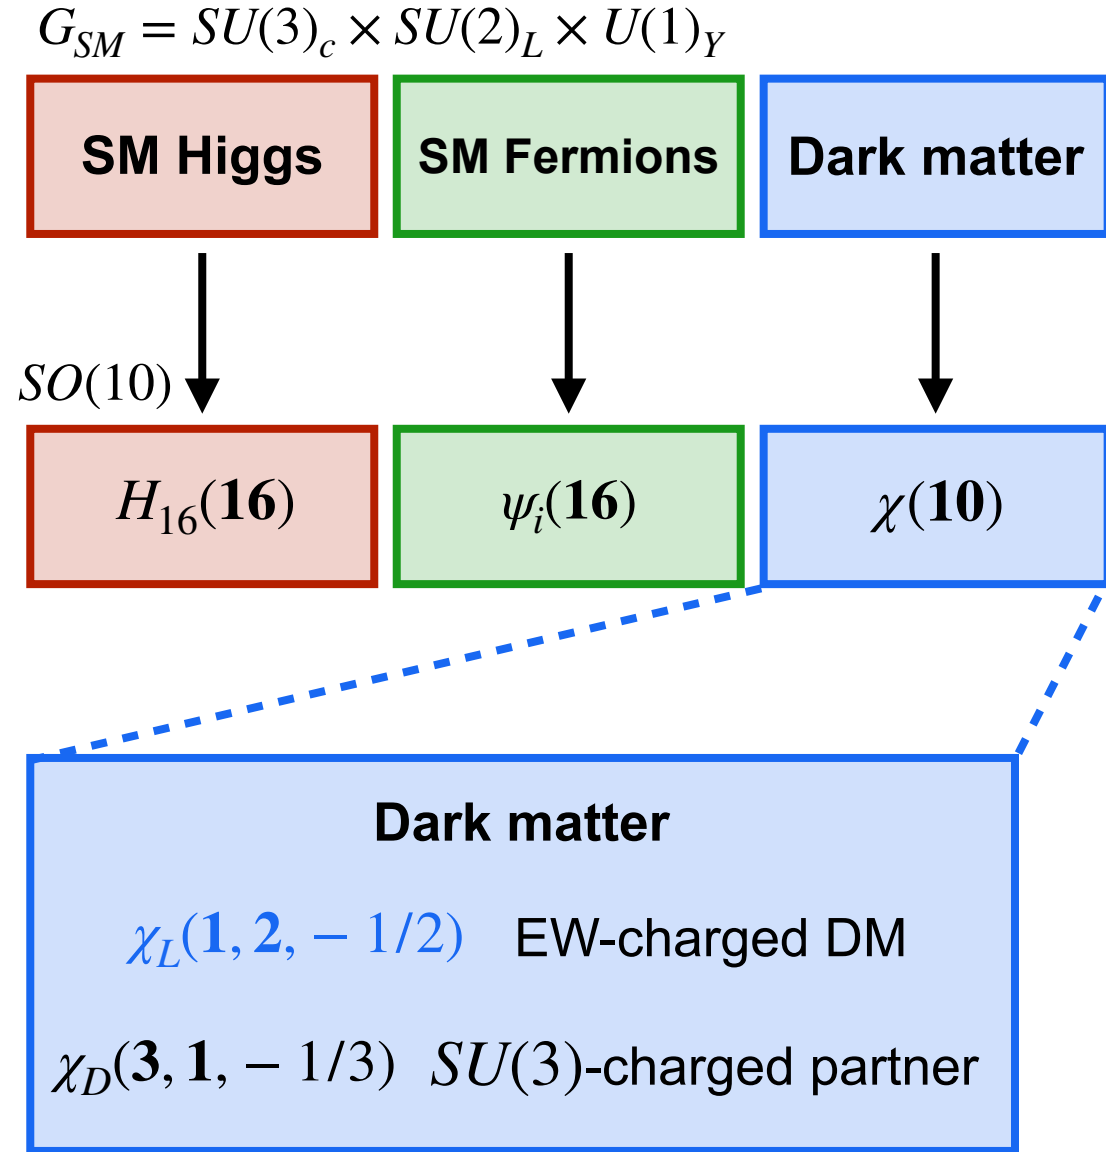 G_{SM} = SU(3)_c × SU(2)_L × U(1)_Y
SM Higgs
SM Fermions
Dark matter
SO(10)
H_{16}(16)
ψ_i(16)
χ(10)
Dark matter
χ_L(1, 2, − 1/2) EW-charged DM
χ_D(3, 1, − 1/3) SU(3)-charged partner